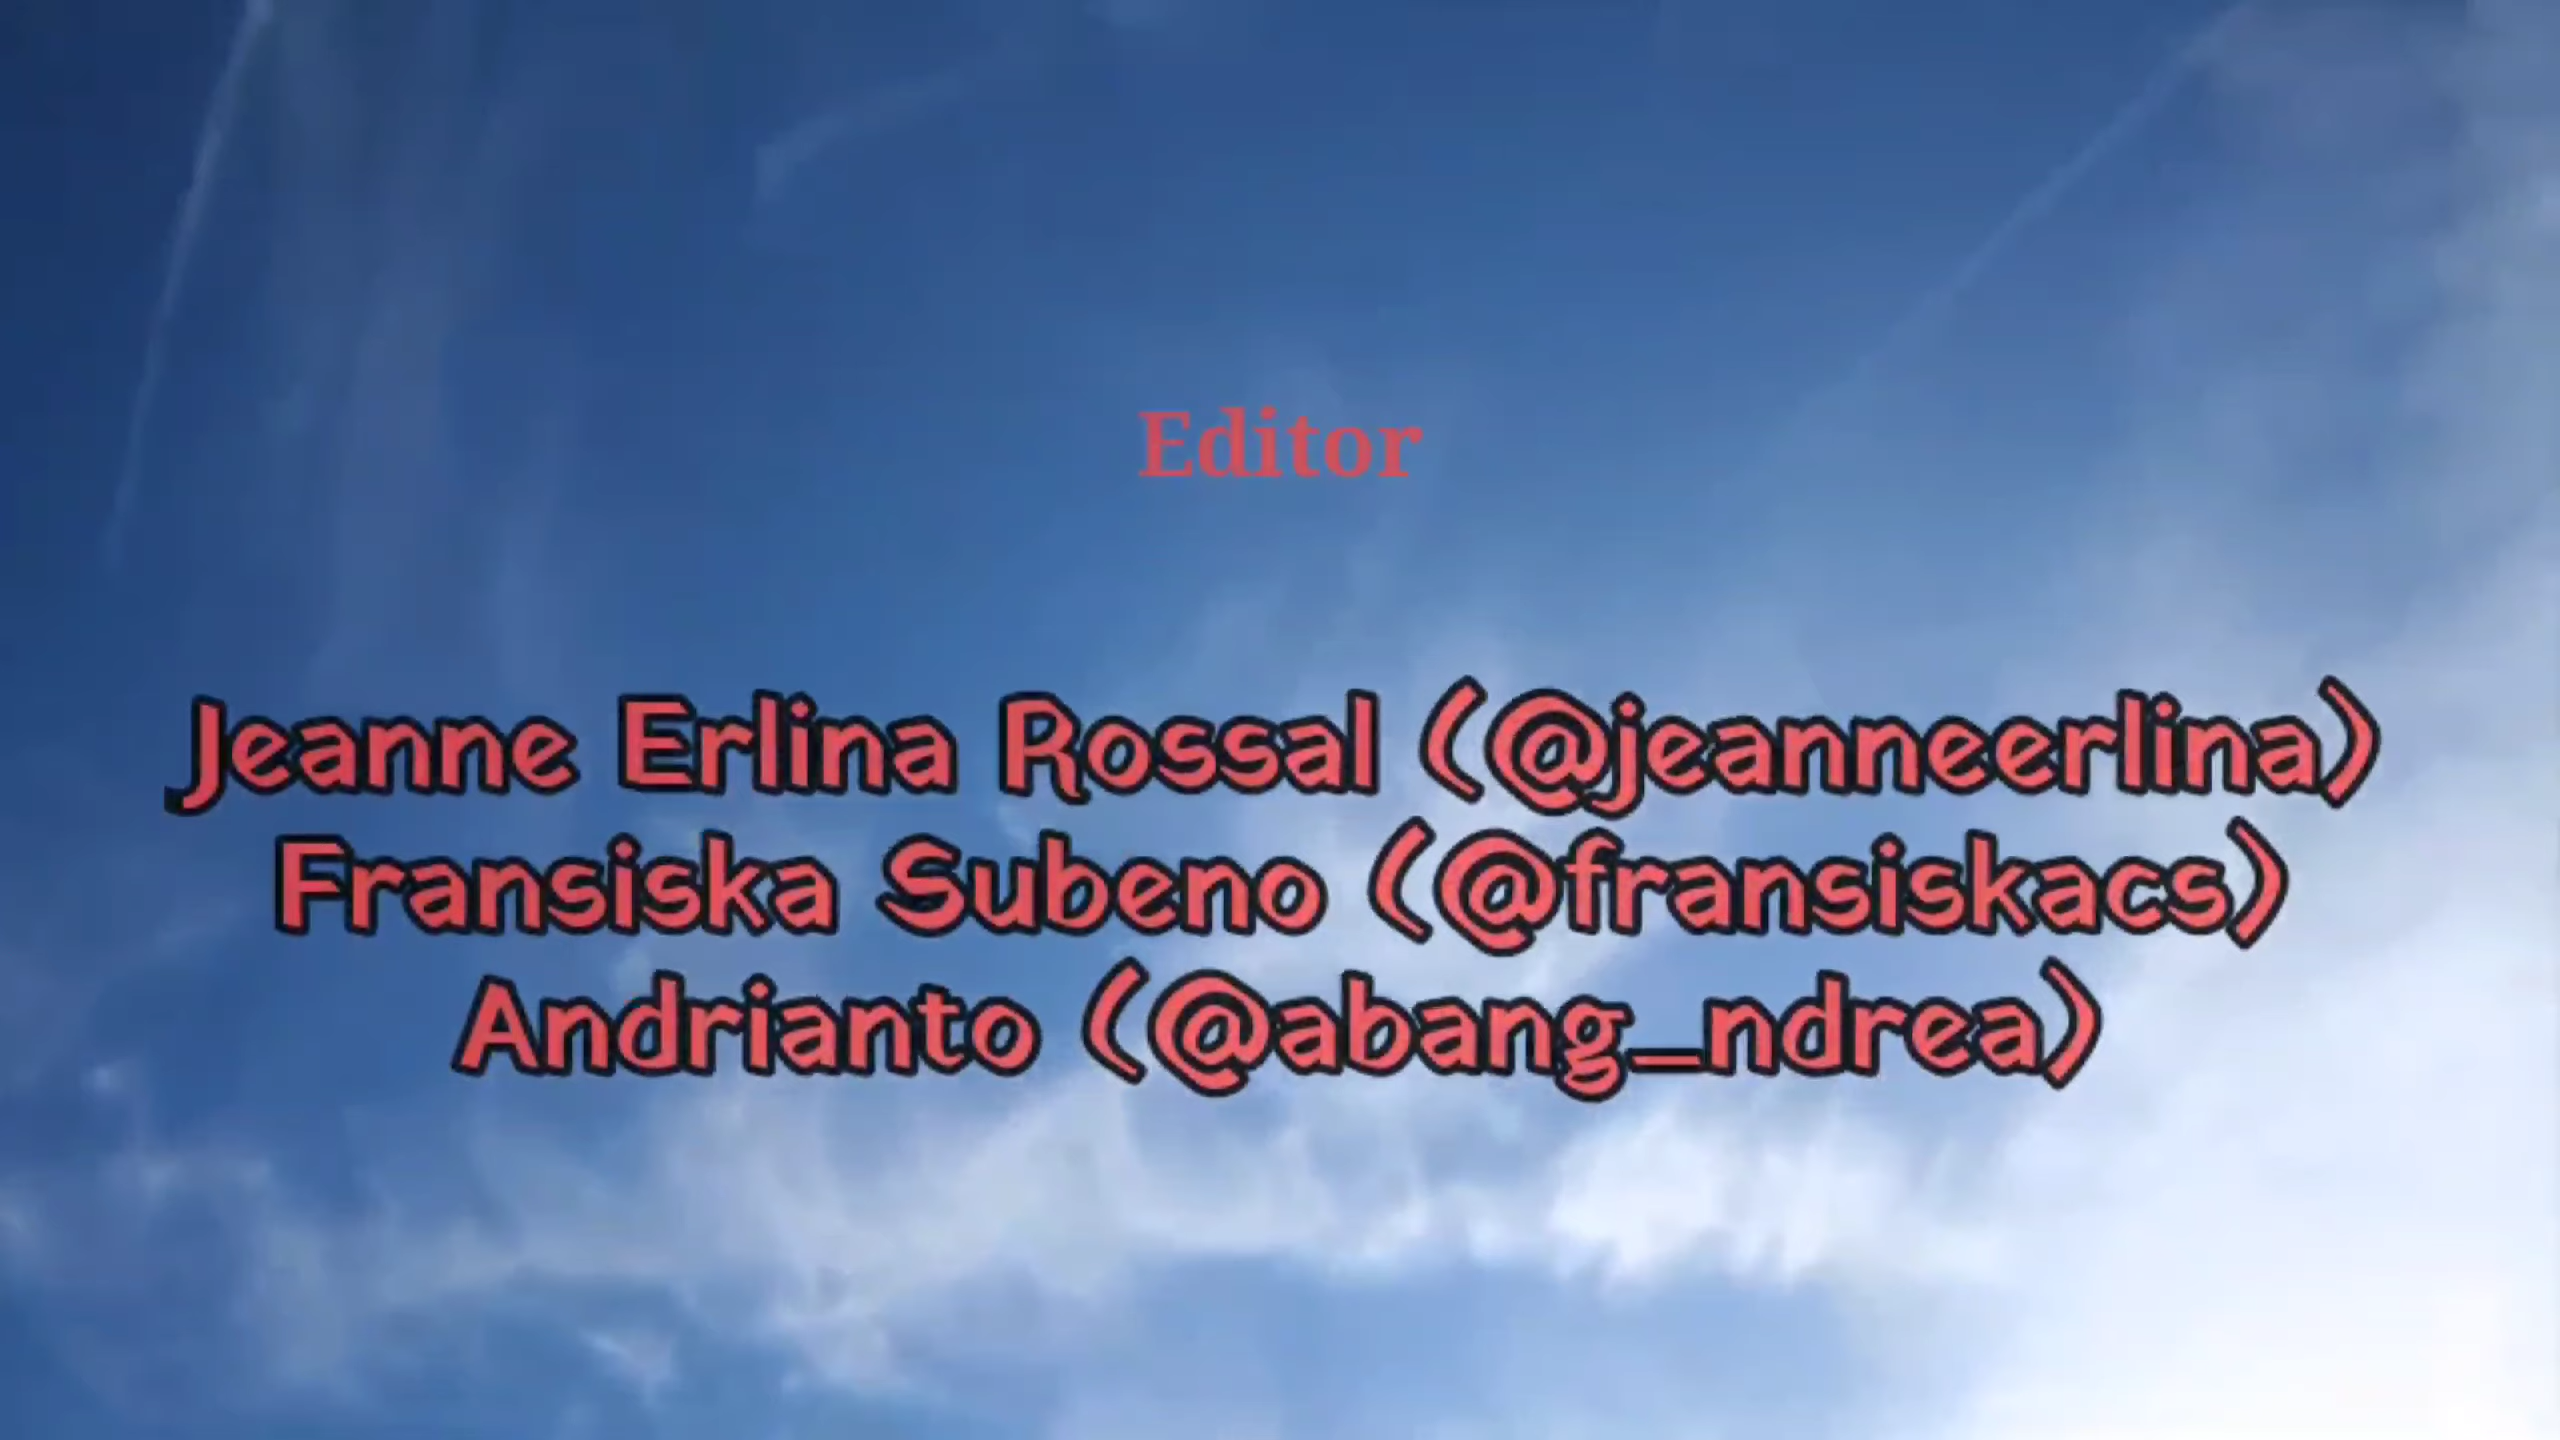 Editor
Jeanne Erlina Rossal (@jeanneerlina)
Fransiska Subeno (@fransiskacs)
Andrianto (@abang_ndrea)